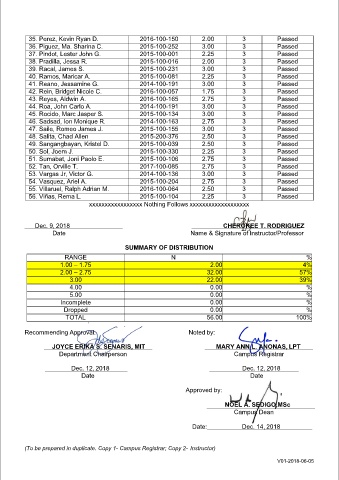 35. Perez, Kevin Ryan D. 2016-100-150 2.00 3 Passed
36. Piguez, Ma. Sharina C. 2015-100-252 3.00 3 Passed
37. Pindot, Lester John G. 2015-100-001 2.25 3 Passed
38. Pradilla, Jessa R. 2015-100-016 2.00 3 Passed
39. Racal, James S. 2015-100-231 3.00 3 Passed
40. Ramos, Maricar A. 2015-100-081 2.25 3 Passed
41. Reano, Jessamine G. 2014-100-191 3.00 3 Passed
42. Rein, Bridget Nicole C. 2016-100-057 1.75 3 Passed
43. Reyes, Aldwin A. 2016-100-165 2.75 3 Passed
44. Roa, John Carlo A. 2014-100-191 3.00 3 Passed
45. Rocido, Marc Jasper S. 2015-100-134 3.00 3 Passed
46. Sadsad, Ion Monique R. 2014-100-163 2.75 3 Passed
47. Saile, Romeo James J. 2015-100-155 3.00 3 Passed
48. Salita, Chad Allen 2015-200-376 2.50 3 Passed
49. Sangangbayan, Kristel D. 2015-100-039 2.50 3 Passed
50. Sol, Joemi J. 2015-100-330 2.25 3 Passed
51. Sumabat, Jonl Paolo E. 2015-100-106 2.75 3 Passed
52. Tan, Orville T. 2017-100-085 2.75 3 Passed
53. Vargas Jr, Victor G. 2014-100-136 3.00 3 Passed
54. Vasquez, Ariel A. 2015-100-204 2.75 3 Passed
55. Villaruel, Ralph Adrian M. 2016-100-064 2.50 3 Passed
56. Viñas, Rema L. 2015-100-104 2.25 3 Passed
xxxxxxxxxxxxxxxxx Nothing Follows xxxxxxxxxxxxxxxxxxx
Dec. 9, 2018 CHEROKEE T. RODRIGUEZ
Date Name & Signature of Instructor/Professor
SUMMARY OF DISTRIBUTION
RANGE N %
1.00 – 1.75 2.00 4%
2.00 – 2.75 32.00 57%
3.00 22.00 39%
4.00 0.00 %
5.00 0.00 %
Incomplete 0.00 %
Dropped 0.00 %
TOTAL 56.00 100%
Recommending Approval: Noted by:
JOYCE ERIKA S. SENARIS, MIT MARY ANN L. ANONAS, LPT
Department Chairperson Campus Registrar
Dec. 12, 2018 Dec. 12, 2018
Date Date
Approved by:
NOEL A. SEDIGO MSc
Campus Dean
Date: Dec. 14, 2018
(To be prepared in duplicate. Copy 1- Campus Registrar; Copy 2- Instructor)
V01-2018-06-05